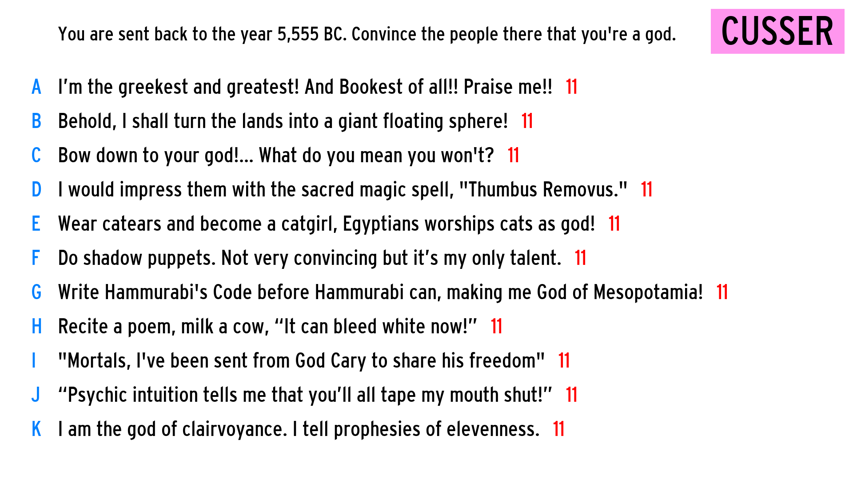 You are sent back to the year 5,555 BC. Convince the people there that you're a god.
CUSSER
A I’m the greekest and greatest! And Bookest of all!! Praise me!! 11
B Behold, I shall turn the lands into a giant floating sphere! 11
C Bow down to your god!... What do you mean you won't? 11
D I would impress them with the sacred magic spell, "Thumbus Removus." 11
E Wear catears and become a catgirl, Egyptians worships cats as god! 11
F Do shadow puppets. Not very convincing but it’s my only talent. 11
G Write Hammurabi's Code before Hammurabi can, making me God of Mesopotamia! 11
H Recite a poem, milk a cow, “It can bleed white now!” 11
I "Mortals, I've been sent from God Cary to share his freedom" 11
J “Psychic intuition tells me that you’ll all tape my mouth shut!” 11
K I am the god of clairvoyance. I tell prophesies of elevenness. 11